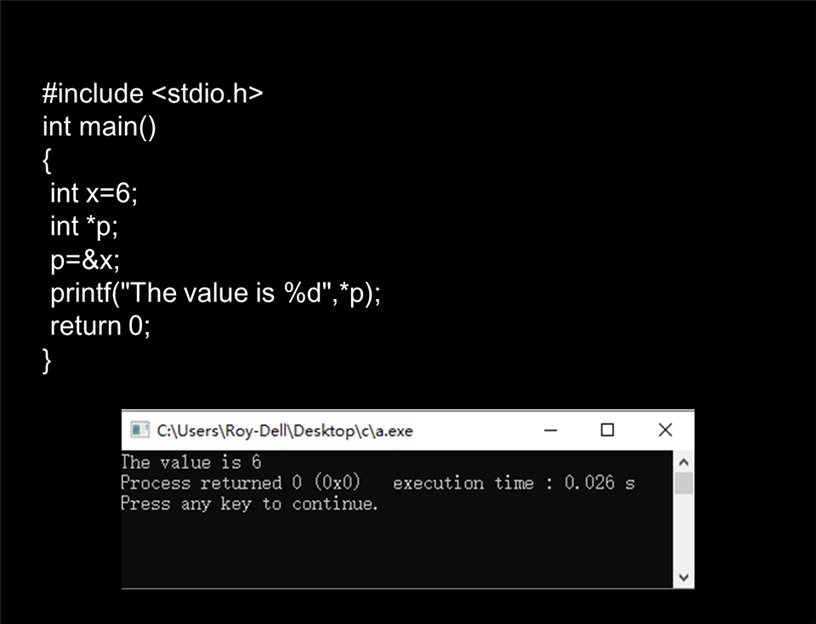 #include <stdio.h>
int main()
{
int x=6;
int *p;
p=&x;
printf("The value is %d",*p);
return 0;
}
C:\Users\Roy-Dell\Desktop\c\a.exe
The value is 6
Process returned 0 (0x0)   execution time : 0.026 s
Press any key to continue.